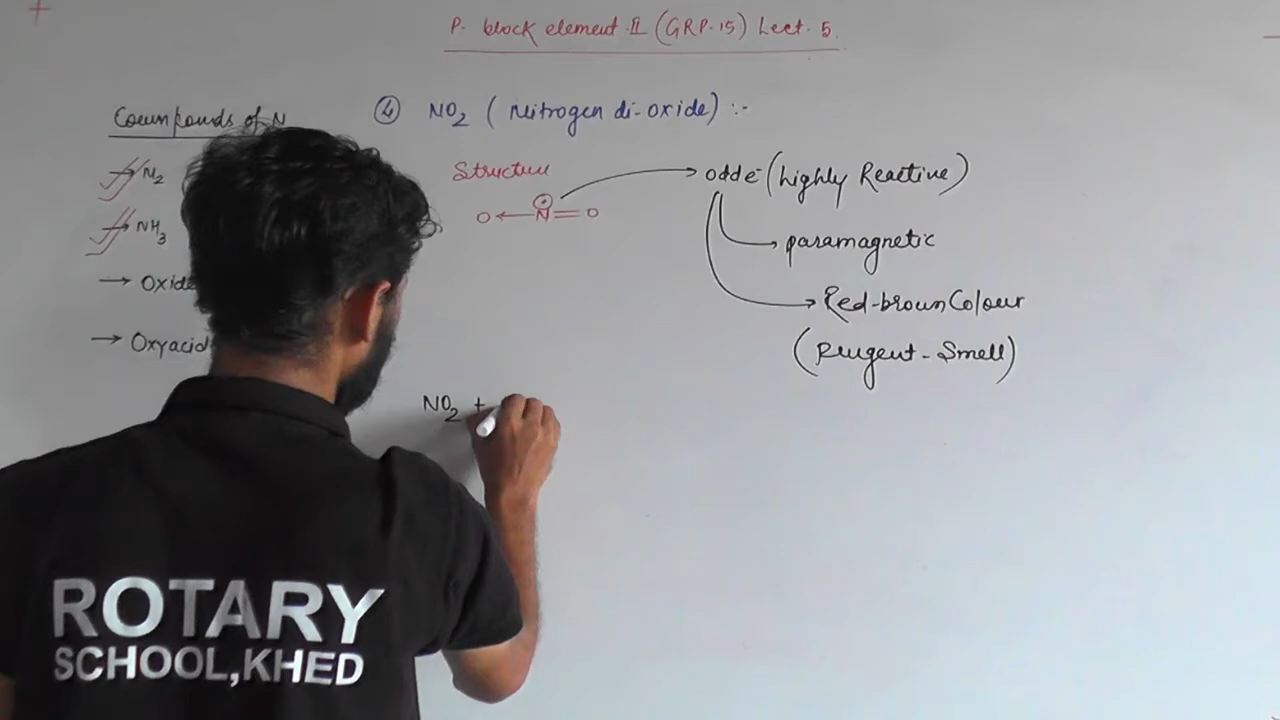 P. block element-II (GRP.15) Lect. 5.
Compounds of N
→ N₂
→ NH₃
→ Oxide
→ Oxyacid
④ NO₂ (Nitrogen di-oxide) :-
Structure
O ← N = O
odde⁻ (highly Reactive)
paramagnetic
Red-brown Colour
(Peugent - Smell)
NO₂ +
ROTARY
SCHOOL,KHED